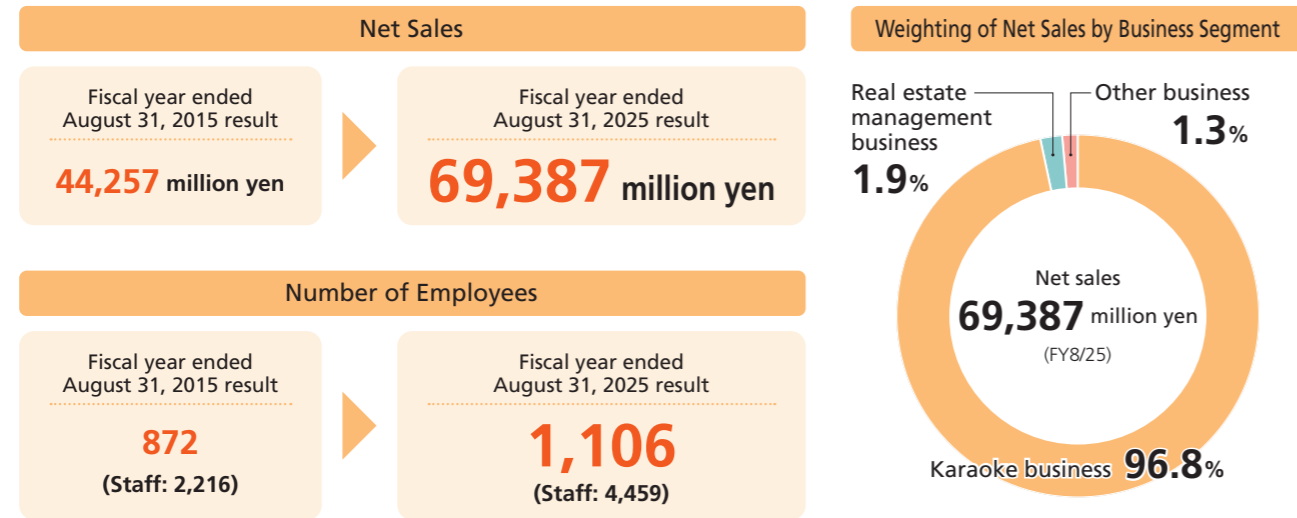 Net Sales
Fiscal year ended
August 31, 2015 result
44,257 million yen
Fiscal year ended
August 31, 2025 result
69,387 million yen
Number of Employees
Fiscal year ended
August 31, 2015 result
872
(Staff: 2,216)
Fiscal year ended
August 31, 2025 result
1,106
(Staff: 4,459)
Weighting of Net Sales by Business Segment
Real estate
management
business
1.9%
Other business
1.3%
Net sales
69,387 million yen
(FY8/25)
Karaoke business 96.8%